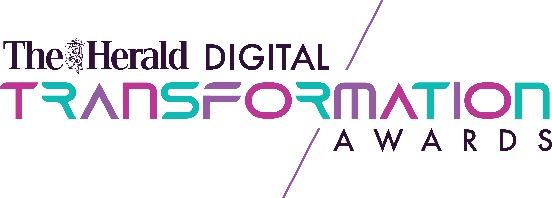 The Herald DIGITAL
TRANSFORMATION
AWARDS